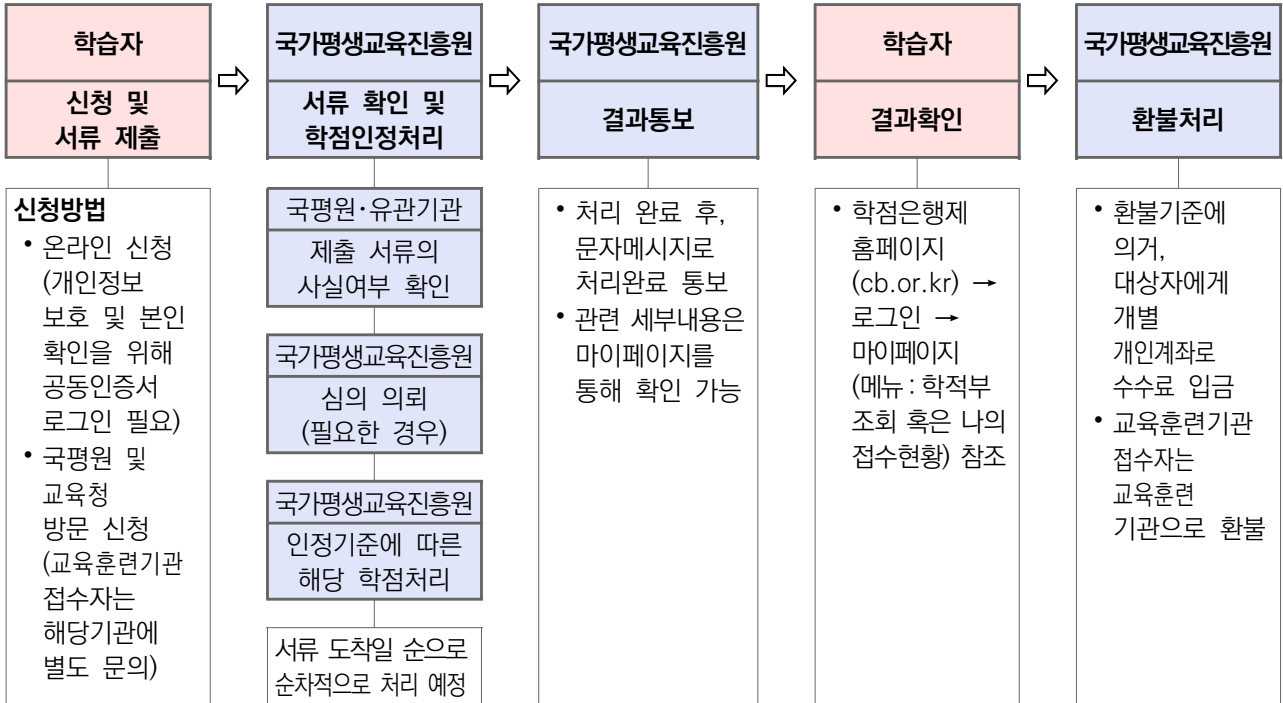 학습자
신청 및
서류 제출
신청방법
• 온라인 신청
(개인정보
보호 및 본인
확인을 위해
공동인증서
로그인 필요)
• 국평원 및
교육청
방문 신청
(교육훈련기관
접수자는
해당기관에
별도 문의)
국가평생교육진흥원
서류 확인 및
학점인정처리
국평원·유관기관
제출 서류의
사실여부 확인
국가평생교육진흥원
심의 의뢰
(필요한 경우)
국가평생교육진흥원
인정기준에 따른
해당 학점처리
서류 도착일 순으로
순차적으로 처리 예정
국가평생교육진흥원
결과통보
• 처리 완료 후,
문자메시지로
처리완료 통보
• 관련 세부내용은
마이페이지를
통해 확인 가능
학습자
결과확인
• 학점은행제
홈페이지
(cb.or.kr) →
로그인 →
마이페이지
(메뉴 : 학적부
조회 혹은 나의
접수현황) 참조
국가평생교육진흥원
환불처리
• 환불기준에
의거,
대상자에게
개별
개인계좌로
수수료 입금
• 교육훈련기관
접수자는
교육훈련
기관으로 환불